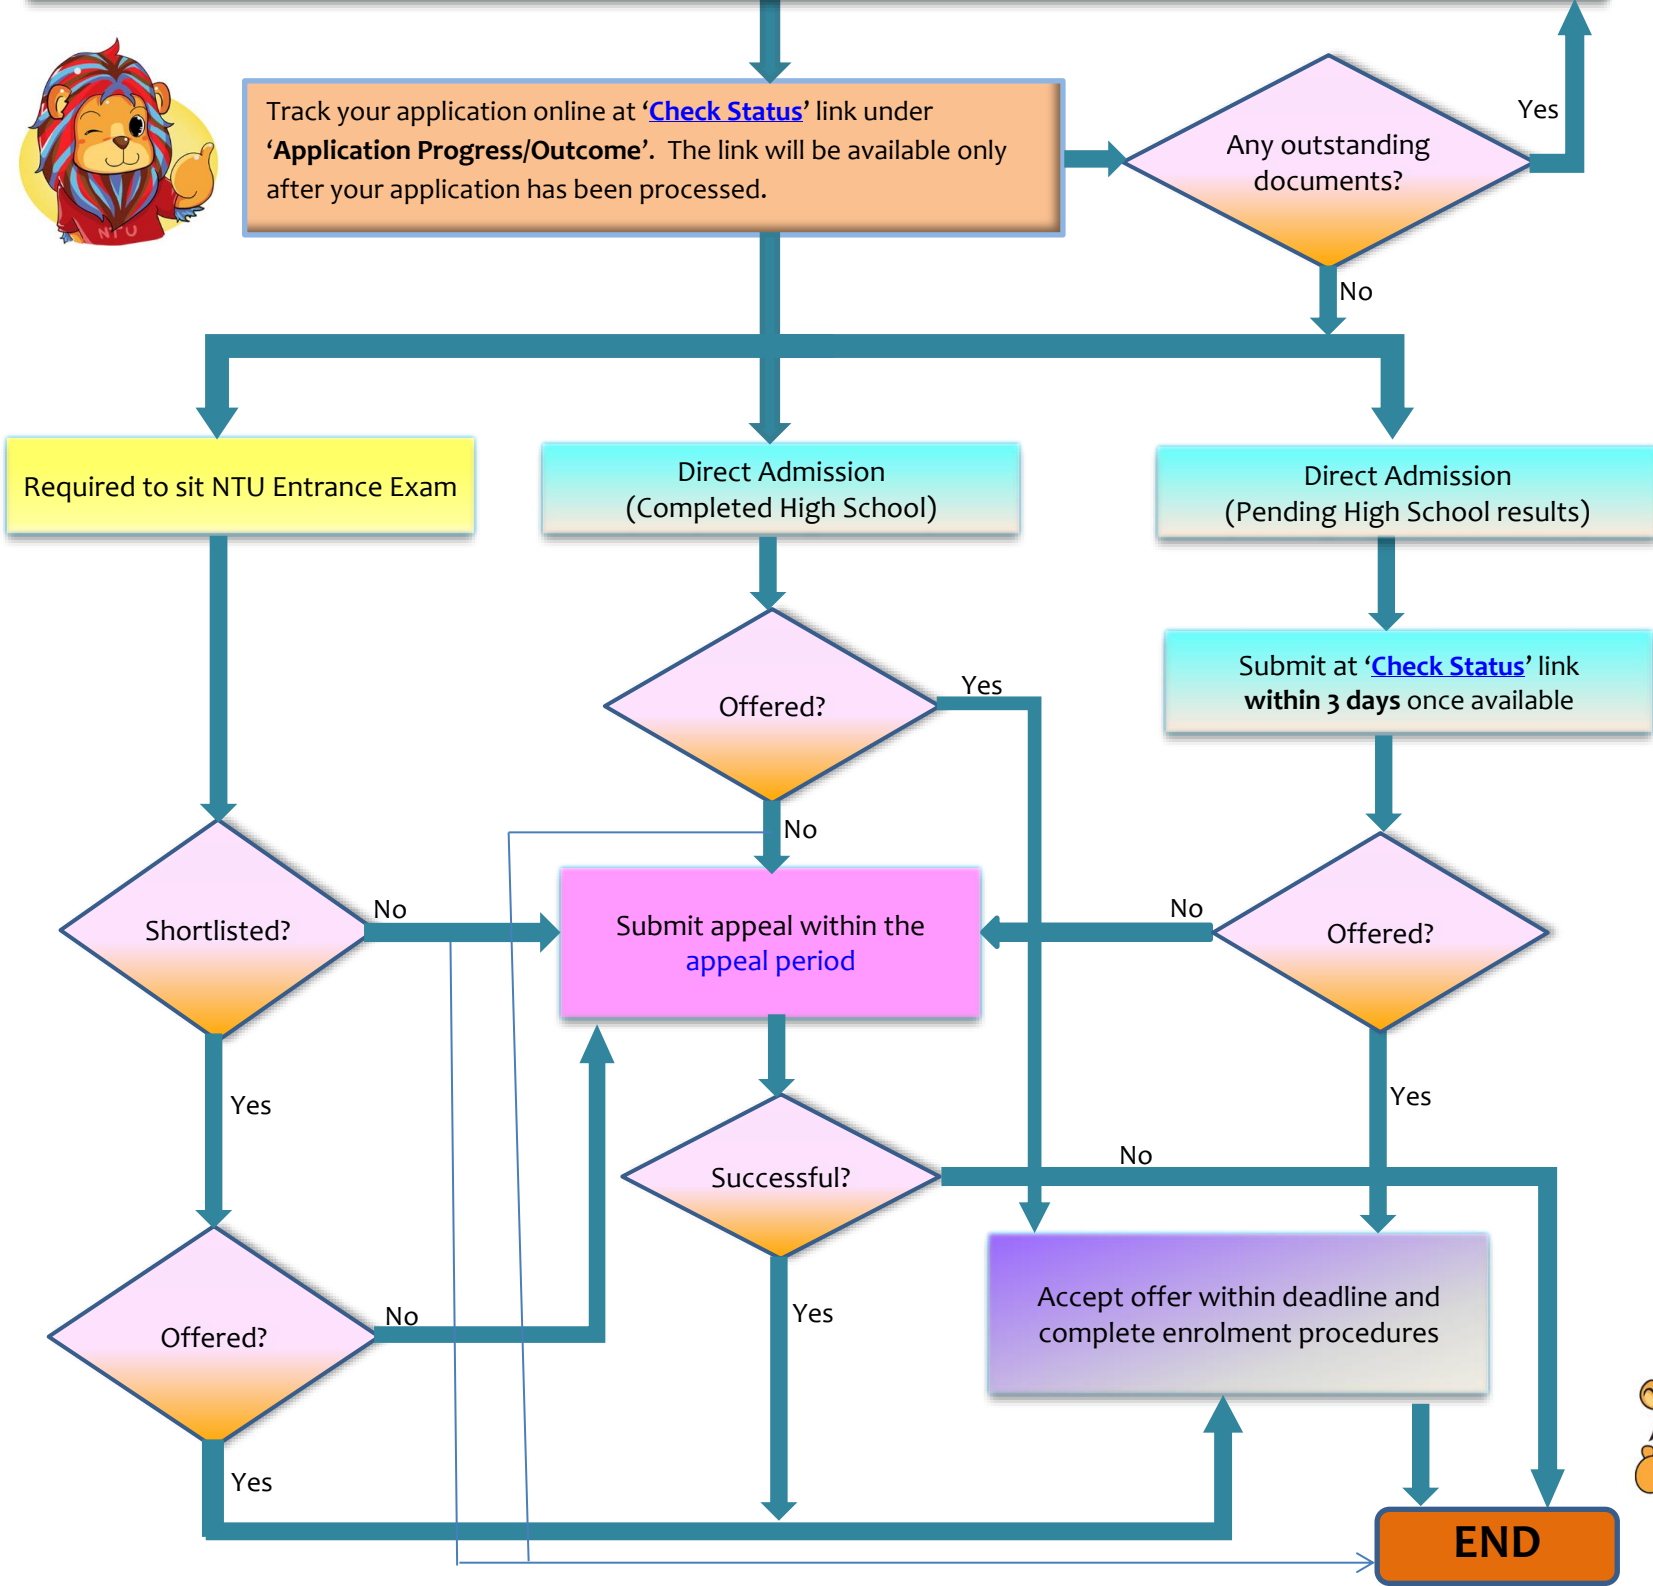 Track your application online at ‘Check Status’ link under
‘Application Progress/Outcome’. The link will be available only
after your application has been processed.
NTU
Any outstanding
documents?
Yes
No
Required to sit NTU Entrance Exam
Direct Admission
(Completed High School)
Direct Admission
(Pending High School results)
Offered?
Yes
No
Submit at ‘Check Status’ link
within 3 days once available
Shortlisted?
No
Yes
Submit appeal within the
appeal period
No
Offered?
Yes
Successful?
No
Yes
Offered?
No
Yes
Accept offer within deadline and
complete enrolment procedures
END